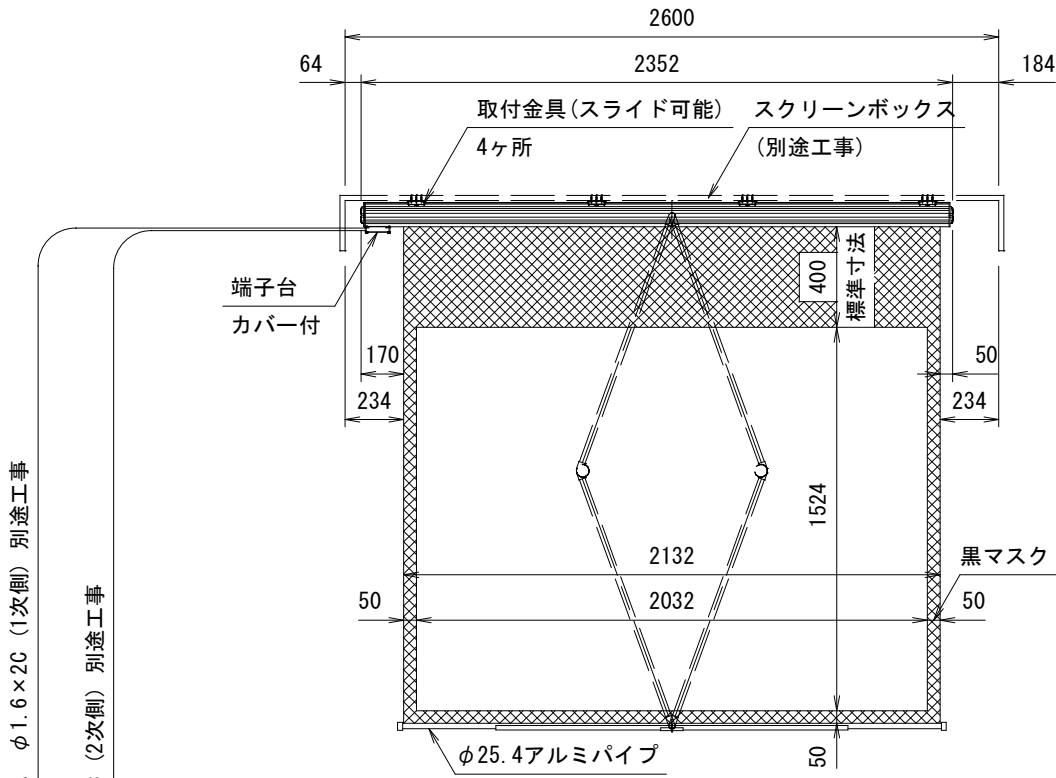 2600
64
2352
184
取付金具(スライド可能)
4ヶ所
スクリーンボックス
(別途工事)
端子台
カバー付
400
標準寸法
170
50
234
234
1524
2132
黒マスク
50
2032
50
φ25.4アルミパイプ
50
φ1.6×2C (1次側) 別途工事
(2次側) 別途工事